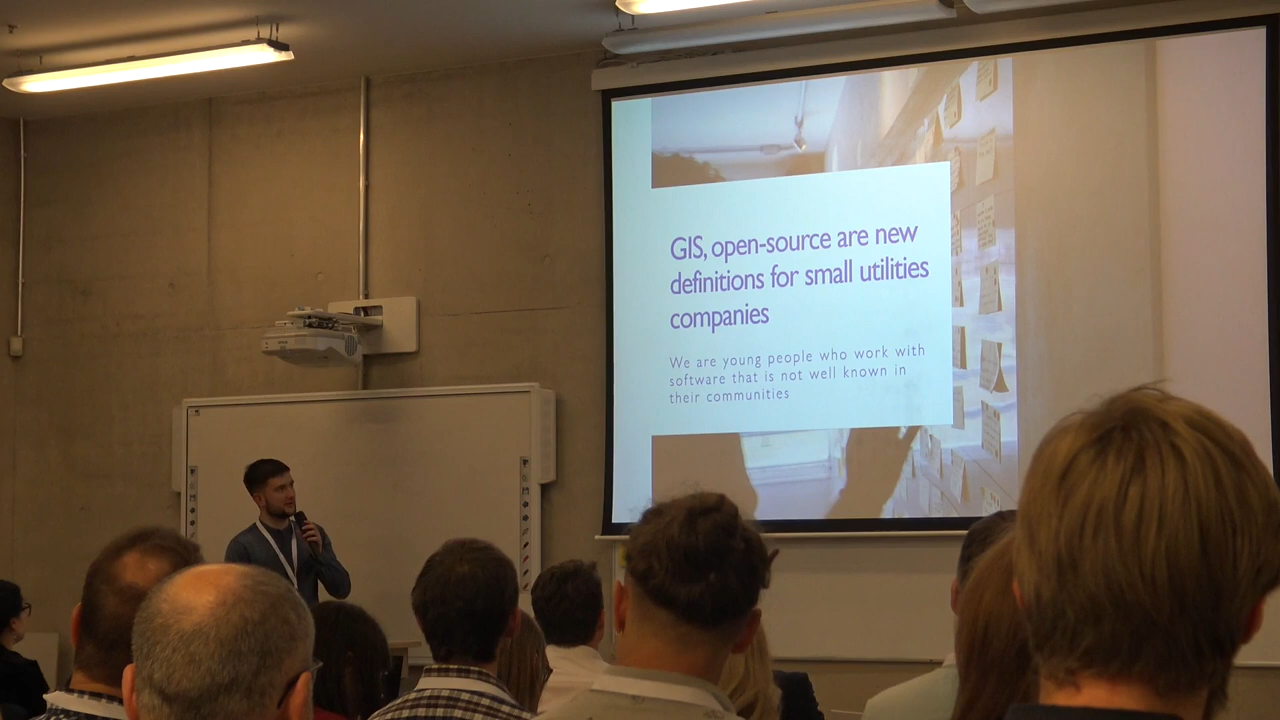 GIS, open-source are new
definitions for small utilities
companies
We are young people who work with
software that is not well known in
their communities